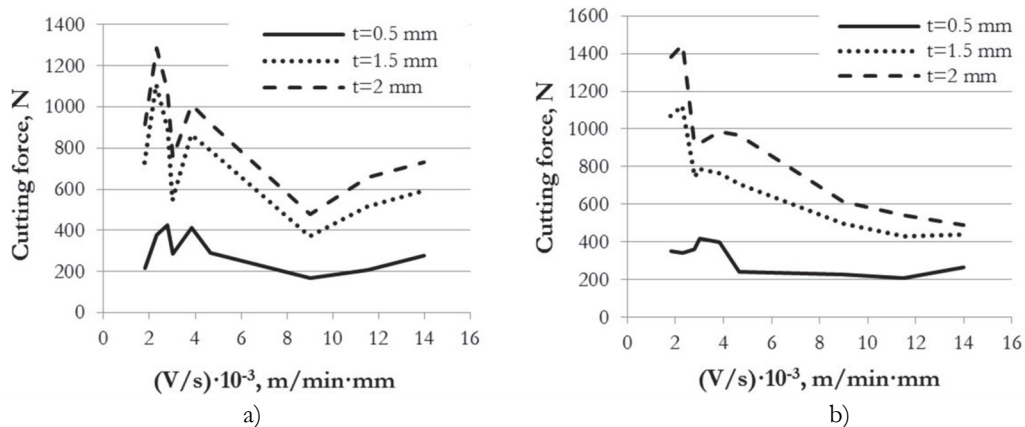 1400
1200
1000
800
600
400
200
0
Cutting force, N
t=0.5 mm
t=1.5 mm
t=2 mm
0 2 4 6 8 10 12 14 16
(V/s)·10⁻³, m/min·mm
a)
1600
1400
1200
1000
800
600
400
200
0
Cutting force, N
t=0.5 mm
t=1.5 mm
t=2 mm
0 2 4 6 8 10 12 14 16
(V/s)·10⁻³, m/min·mm
b)